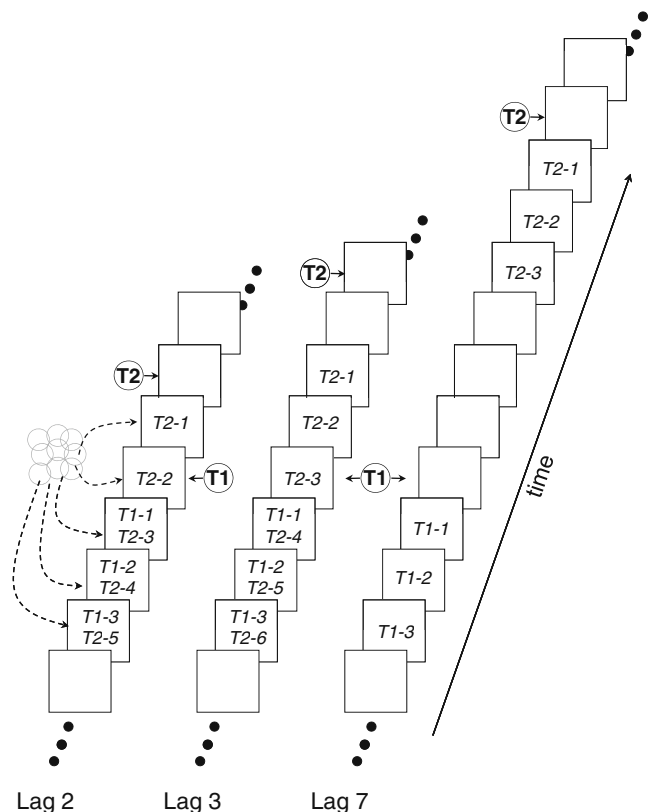 T2
T2-1
T2-2
T1
T1-1
T2-3
T1-2
T2-4
T1-3
T2-5
Lag 2
T2
T2-1
T2-2
T2-3
T1
T1-1
T2-4
T1-2
T2-5
T1-3
T2-6
Lag 3
T2
T2-1
T2-2
T2-3
T1-1
T1-2
T1-3
Lag 7
time